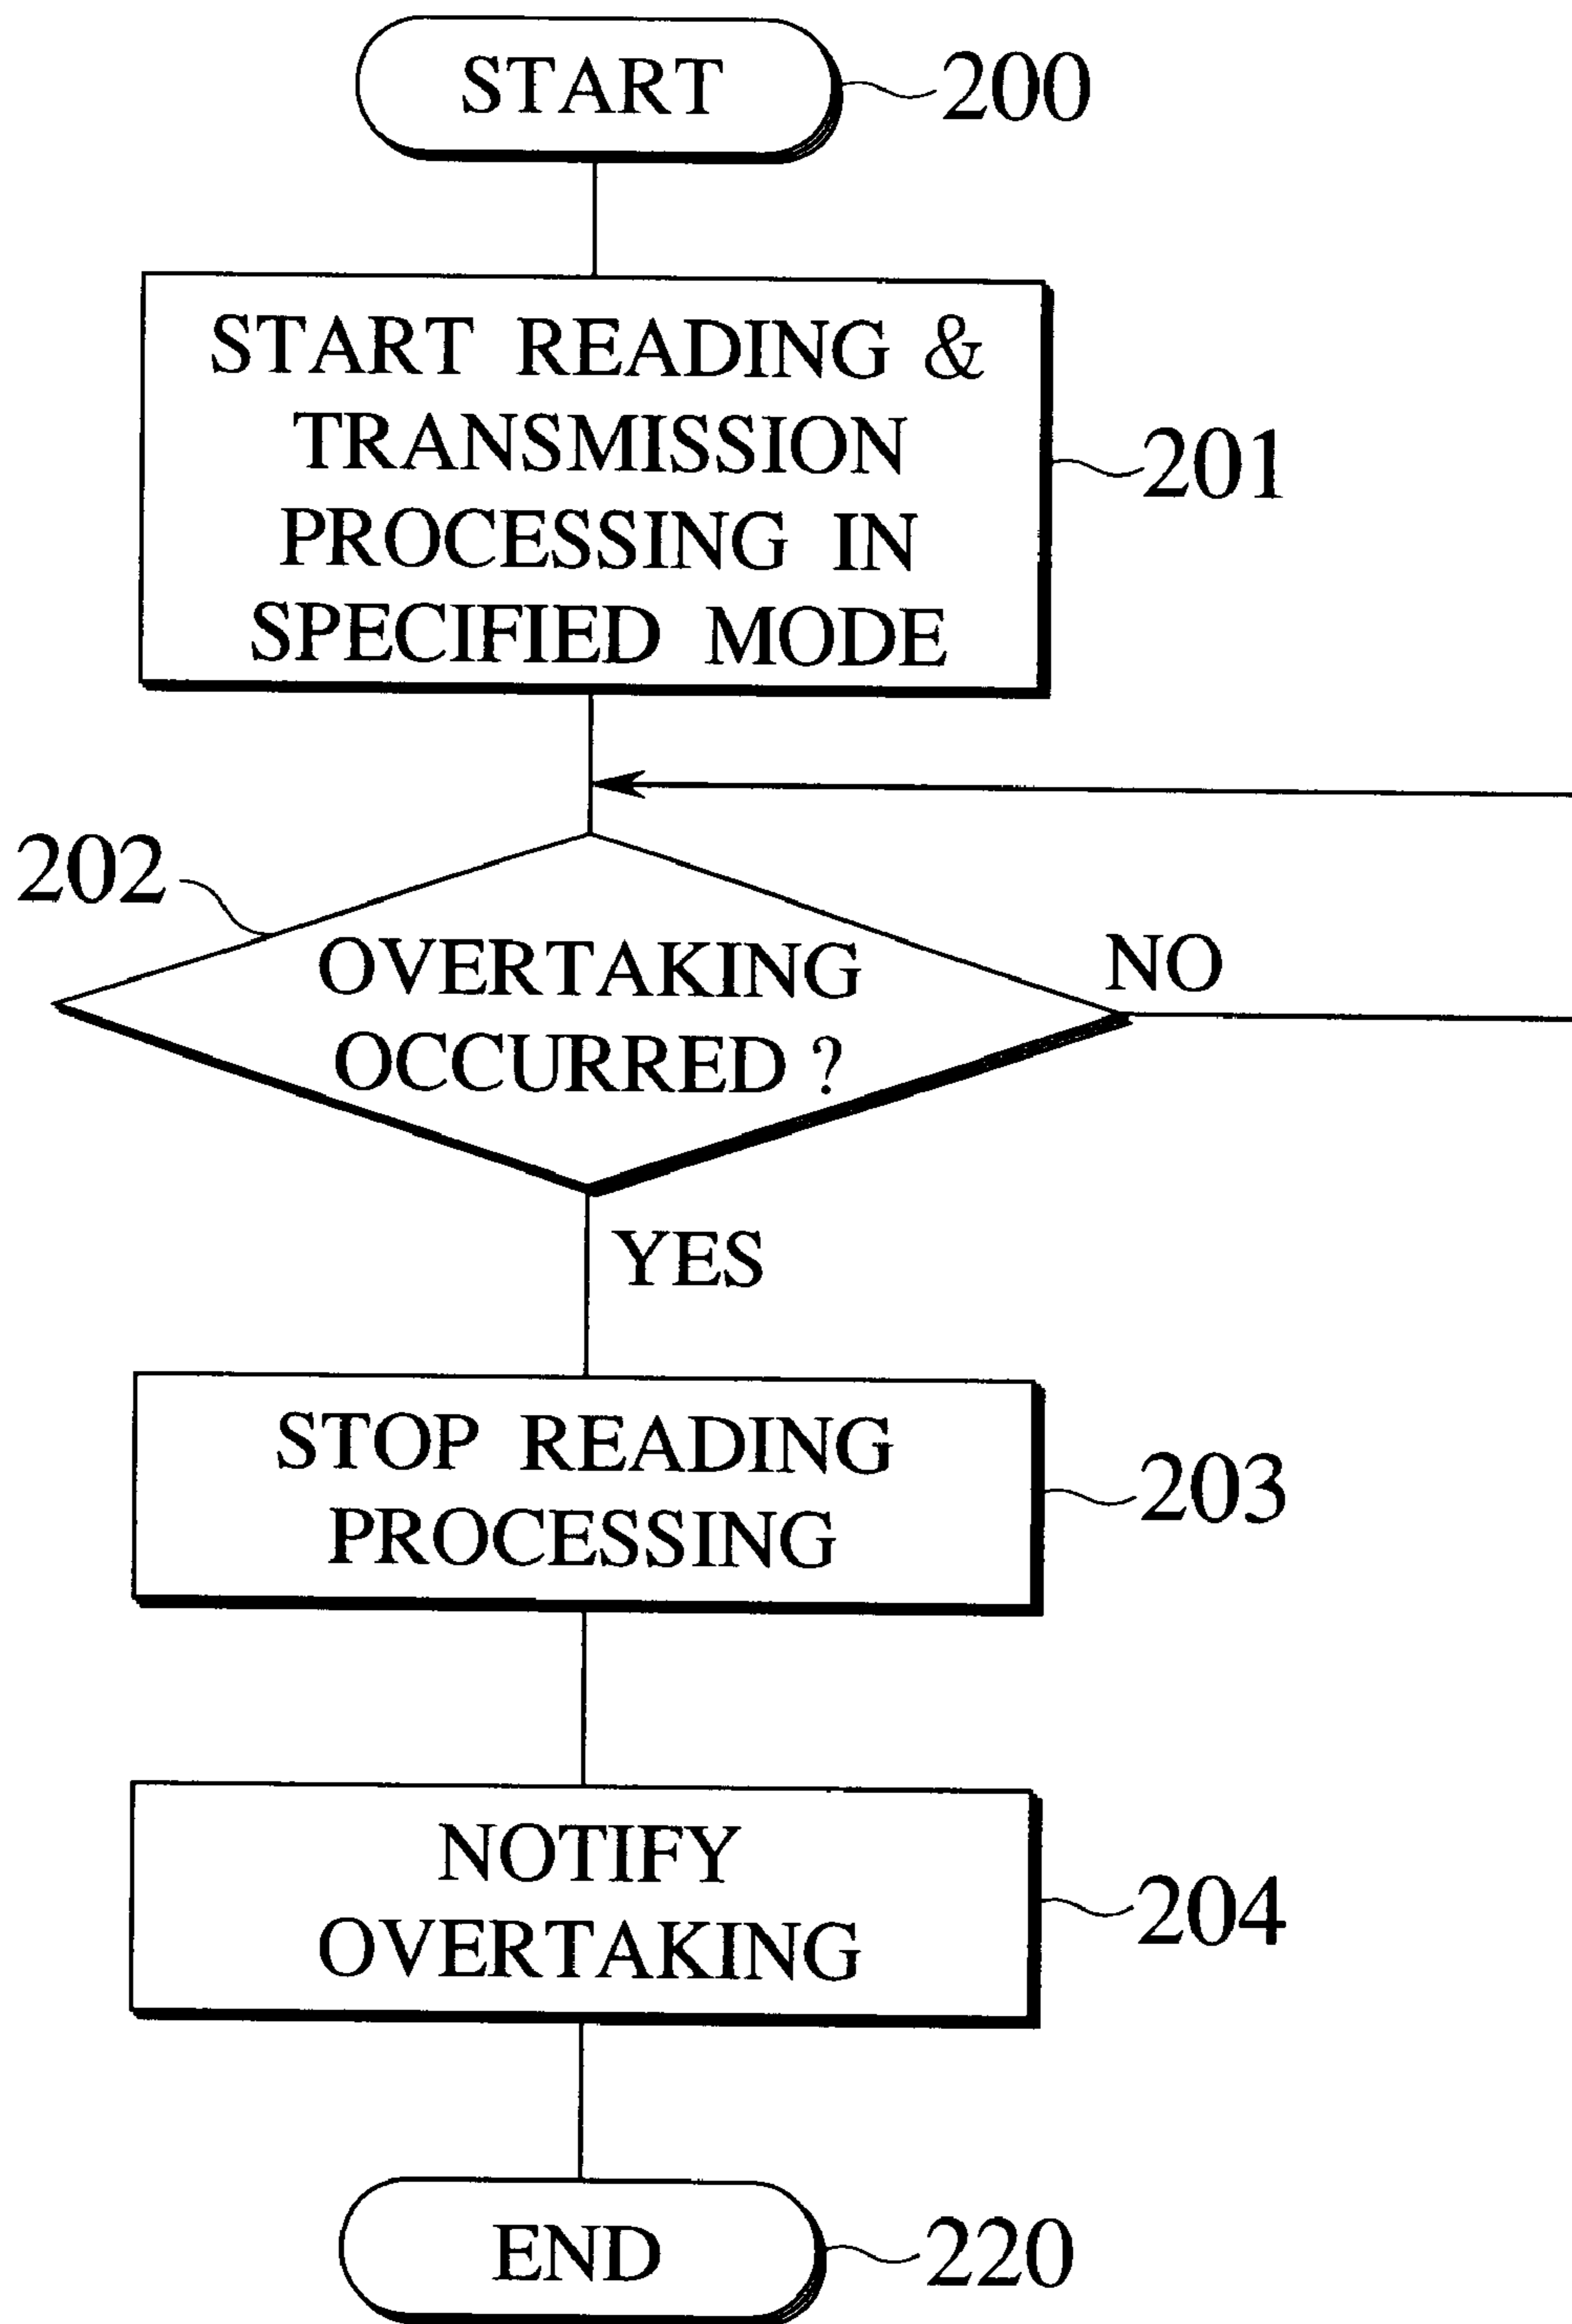 START
200
START READING &
TRANSMISSION
PROCESSING IN
SPECIFIED MODE
201
202
OVERTAKING
OCCURRED ?
NO
YES
STOP READING
PROCESSING
203
NOTIFY
OVERTAKING
204
END
220